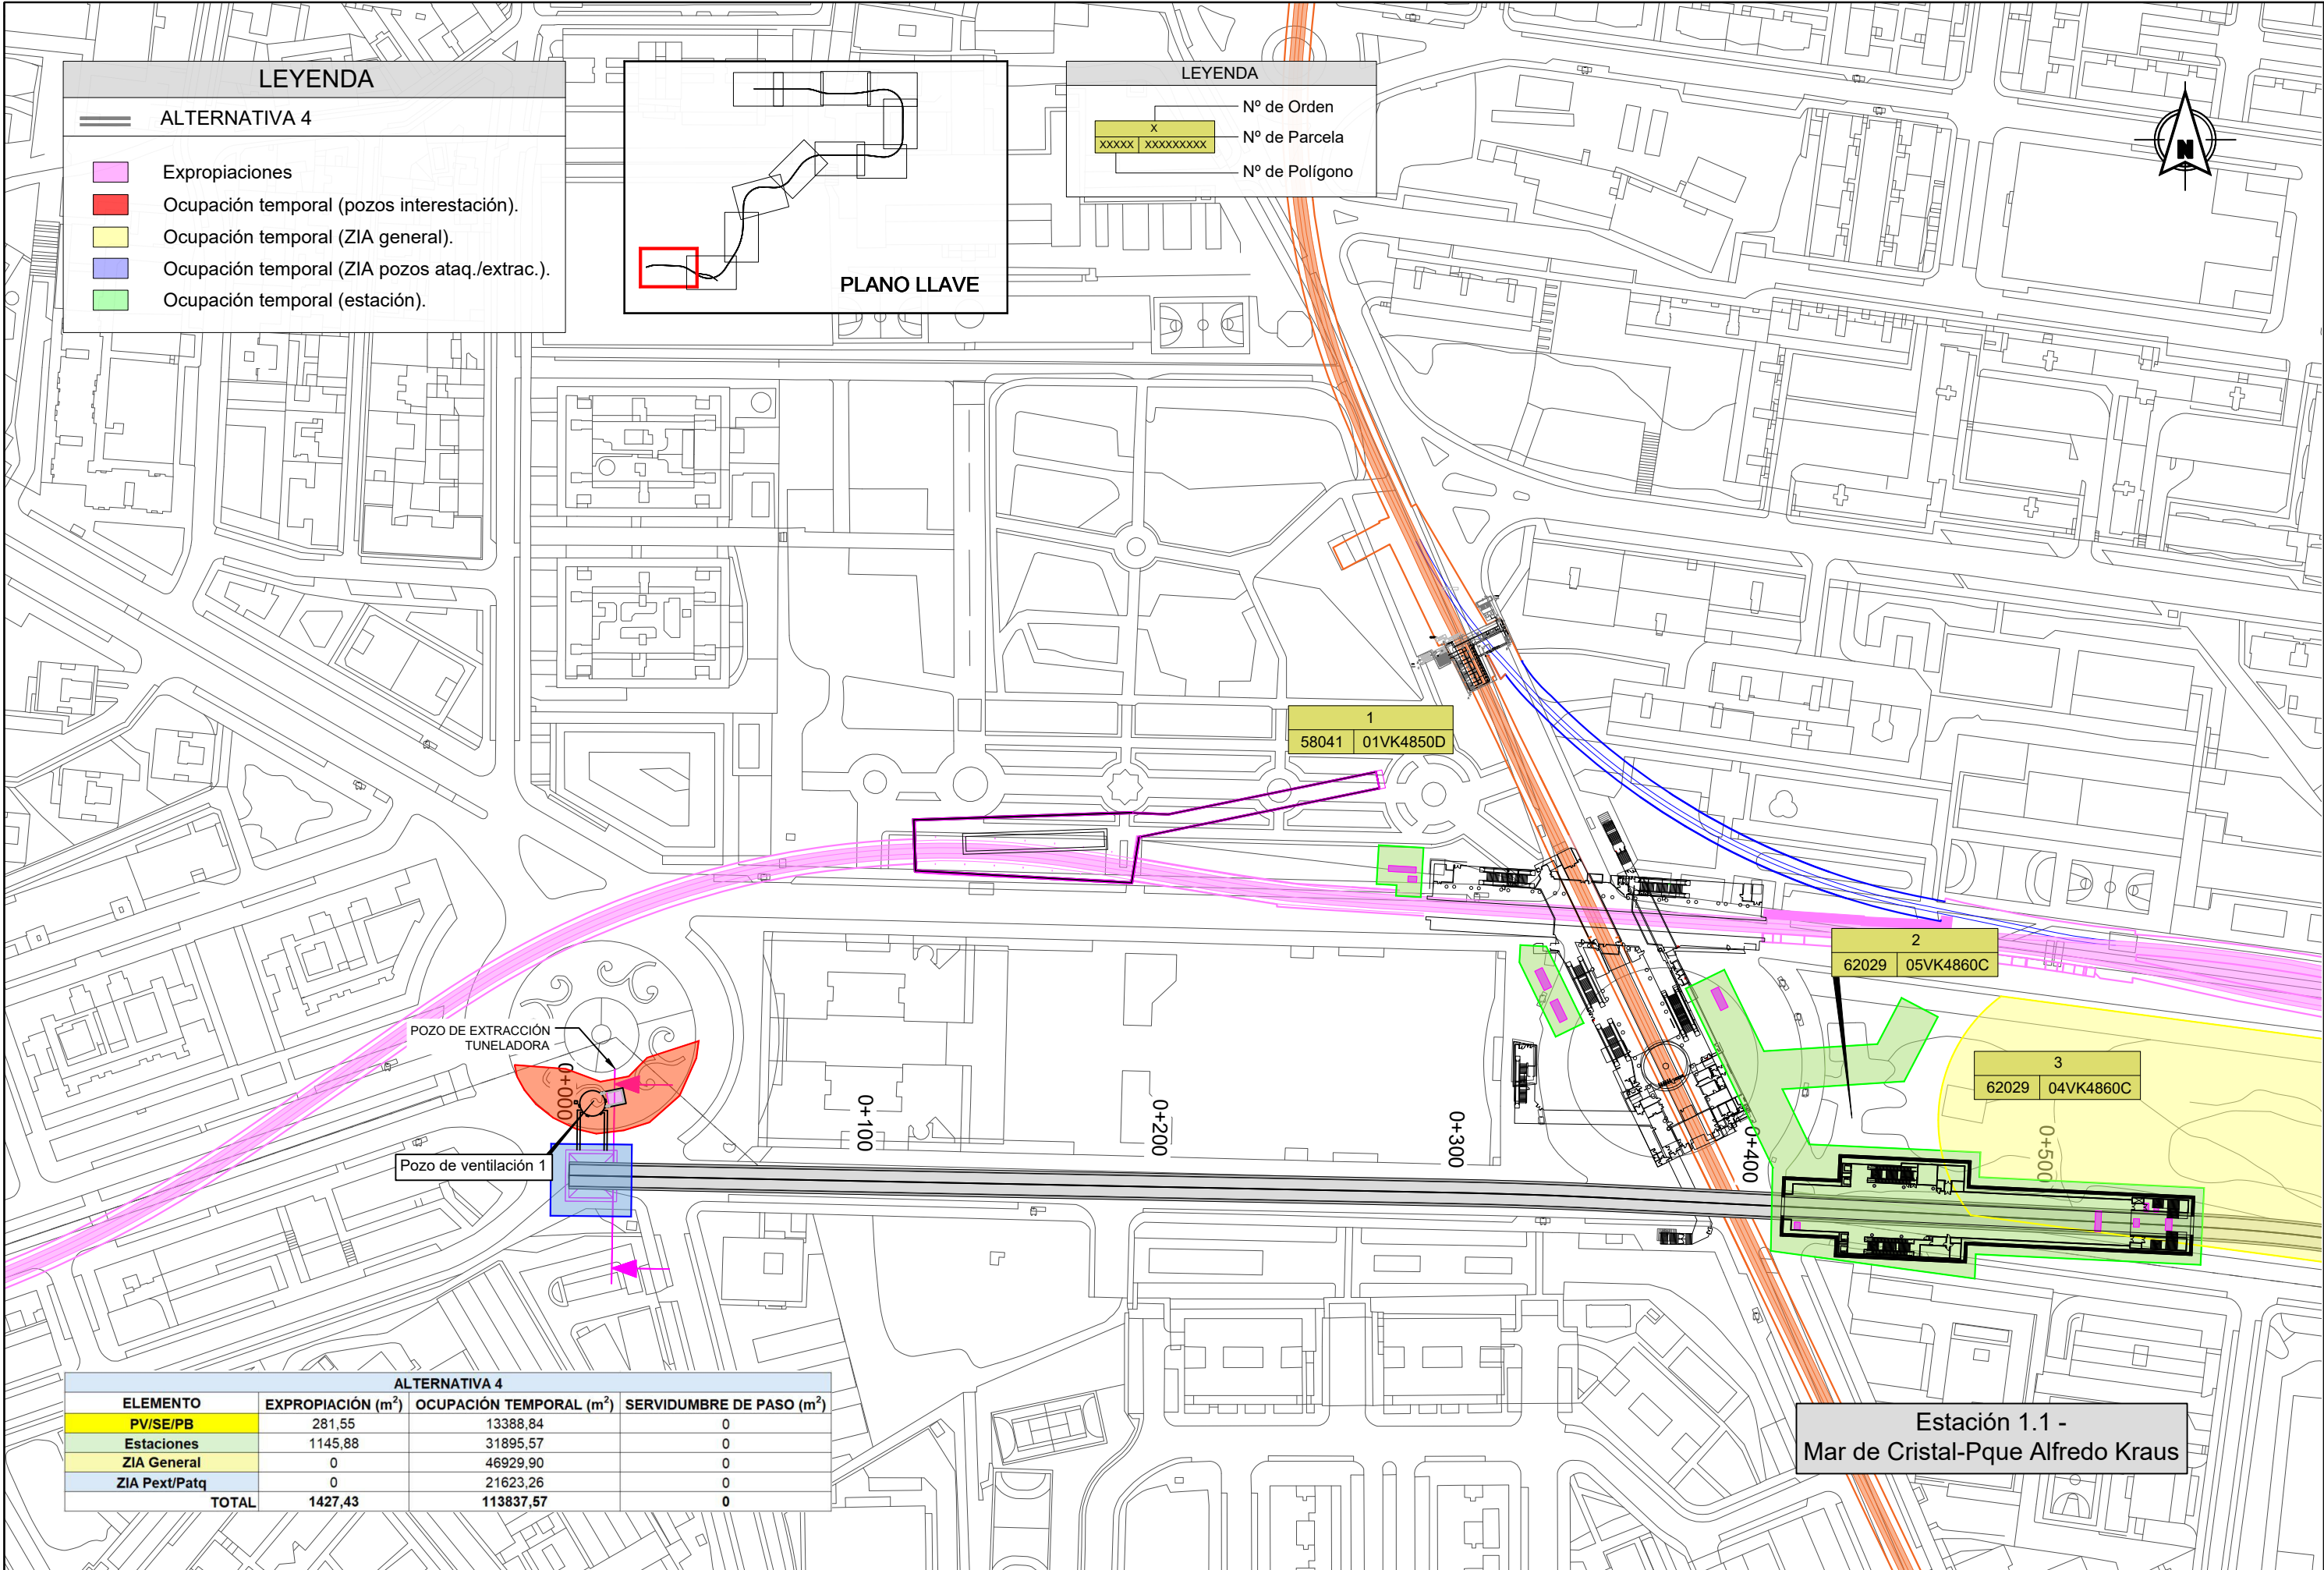 LEYENDA
ALTERNATIVA 4
Expropiaciones
Ocupación temporal (pozos interestación).
Ocupación temporal (ZIA general).
Ocupación temporal (ZIA pozos ataq./extrac.).
Ocupación temporal (estación).
PLANO LLAVE
LEYENDA
Nº de Orden
X
XXXXX XXXXXXXXX
Nº de Parcela
Nº de Polígono
N
1
58041 01VK4850D
2
62029 05VK4860C
3
62029 04VK4860C
POZO DE EXTRACCIÓN
TUNELADORA
Pozo de ventilación 1
0+000
0+100
0+200
0+300
0+400
0+500
ALTERNATIVA 4
ELEMENTO EXPROPIACIÓN (m²) OCUPACIÓN TEMPORAL (m²) SERVIDUMBRE DE PASO (m²)
PV/SE/PB 281,55 13388,84 0
Estaciones 1145,88 31895,57 0
ZIA General 0 46929,90 0
ZIA Pext/Patq 0 21623,26 0
TOTAL 1427,43 113837,57 0
Estación 1.1 -
Mar de Cristal-Pque Alfredo Kraus